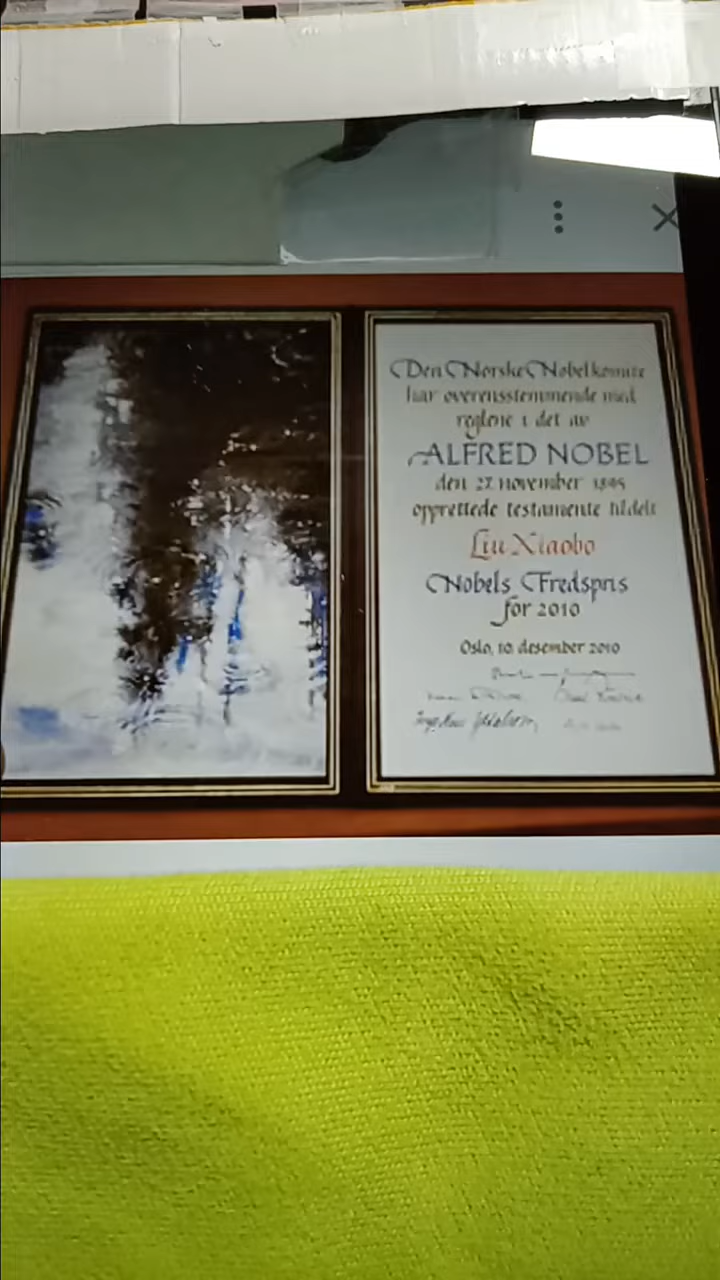 Den Norske Nobelkomite
har overensstemmende med
reglene i det av
ALFRED NOBEL
den 27. november 1895
opprettede testamente tildelt
Liu Xiaobo
Nobels Fredspris
for 2010
Oslo, 10. desember 2010